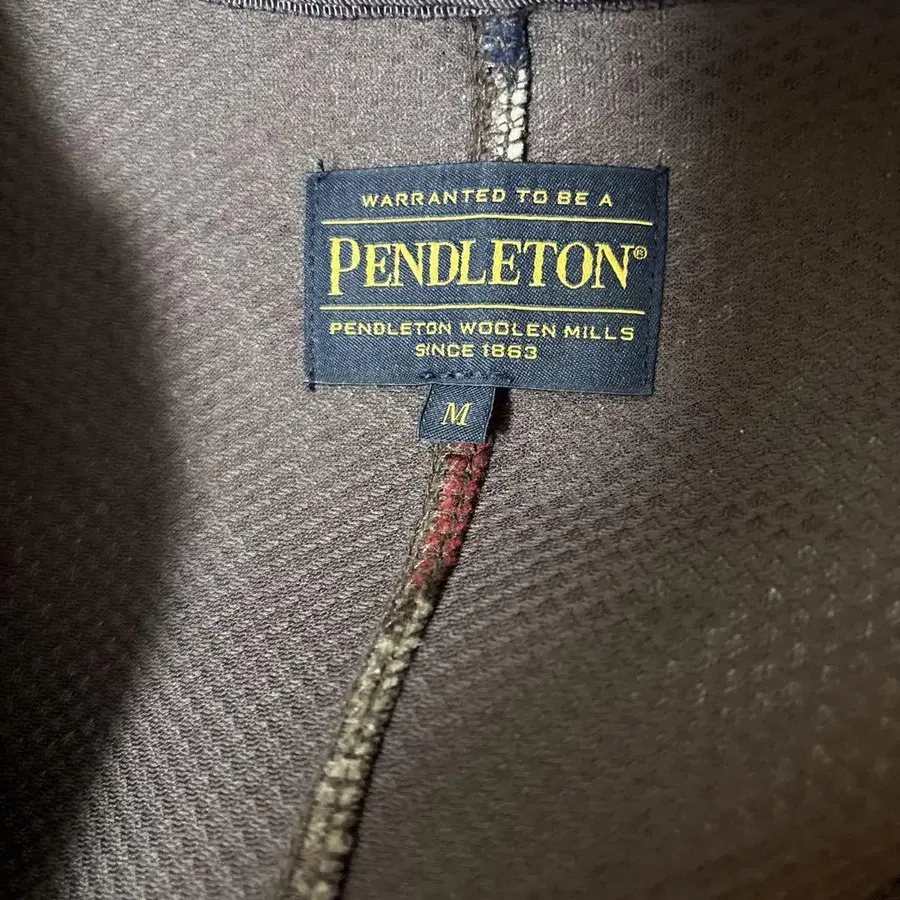 WARRANTED TO BE A
PENDLETON®
PENDLETON WOOLEN MILLS
SINCE 1863
M